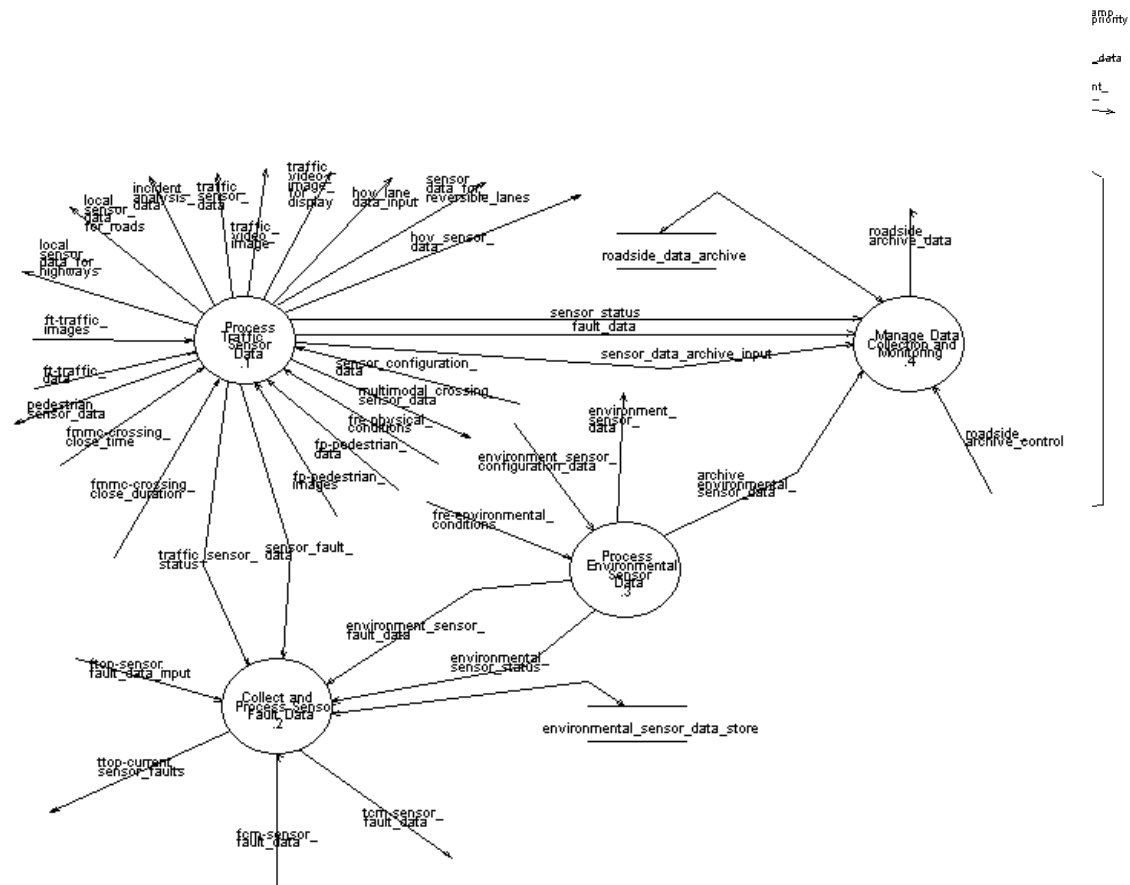 amp
priority
_data
nt_
_
traffic_
video_
image_
for_
display
incident_
analysis_
data
traffic_
sensor_
data
hov_lane
data_input
sensor_
data_for_
reversible_lanes
local_
sensor_
data
for_roads
traffic_
video_
image
hov_sensor_
data
local_
sensor_
data_for
highways
roadside_
archive_data
roadside_data_archive
ft-traffic_
images
Process
Traffic
Sensor
Data
.1
sensor_status
fault_data
sensor_data_archive_input
Manage Data
Collection and
Monitoring
.4
ft-traffic_
data
sensor_configuration_
data
pedestrian_
sensor_data
multimodal_crossing_
sensor_data
fre-physical_
conditions
fmmc-crossing_
close_time
fp-pedestrian_
data
fp-pedestrian_
images
fmmc-crossing_
close_duration
environment_
sensor_
data
environment_sensor_
configuration_data
archive_
environmental_
sensor_data
roadside_
archive_control
fre-environmental_
conditions
traffic_sensor_
status
sensor_fault_
data
Process
Environmental
Sensor
Data
.3
environment_sensor_
fault_data
environmental_
sensor_status
ftop-sensor_
fault_data_input
Collect and
Process Sensor
Fault Data
.2
environmental_sensor_data_store
ttop-current_
sensor_faults
fcm-sensor_
fault_data
tcm-sensor_
fault_data